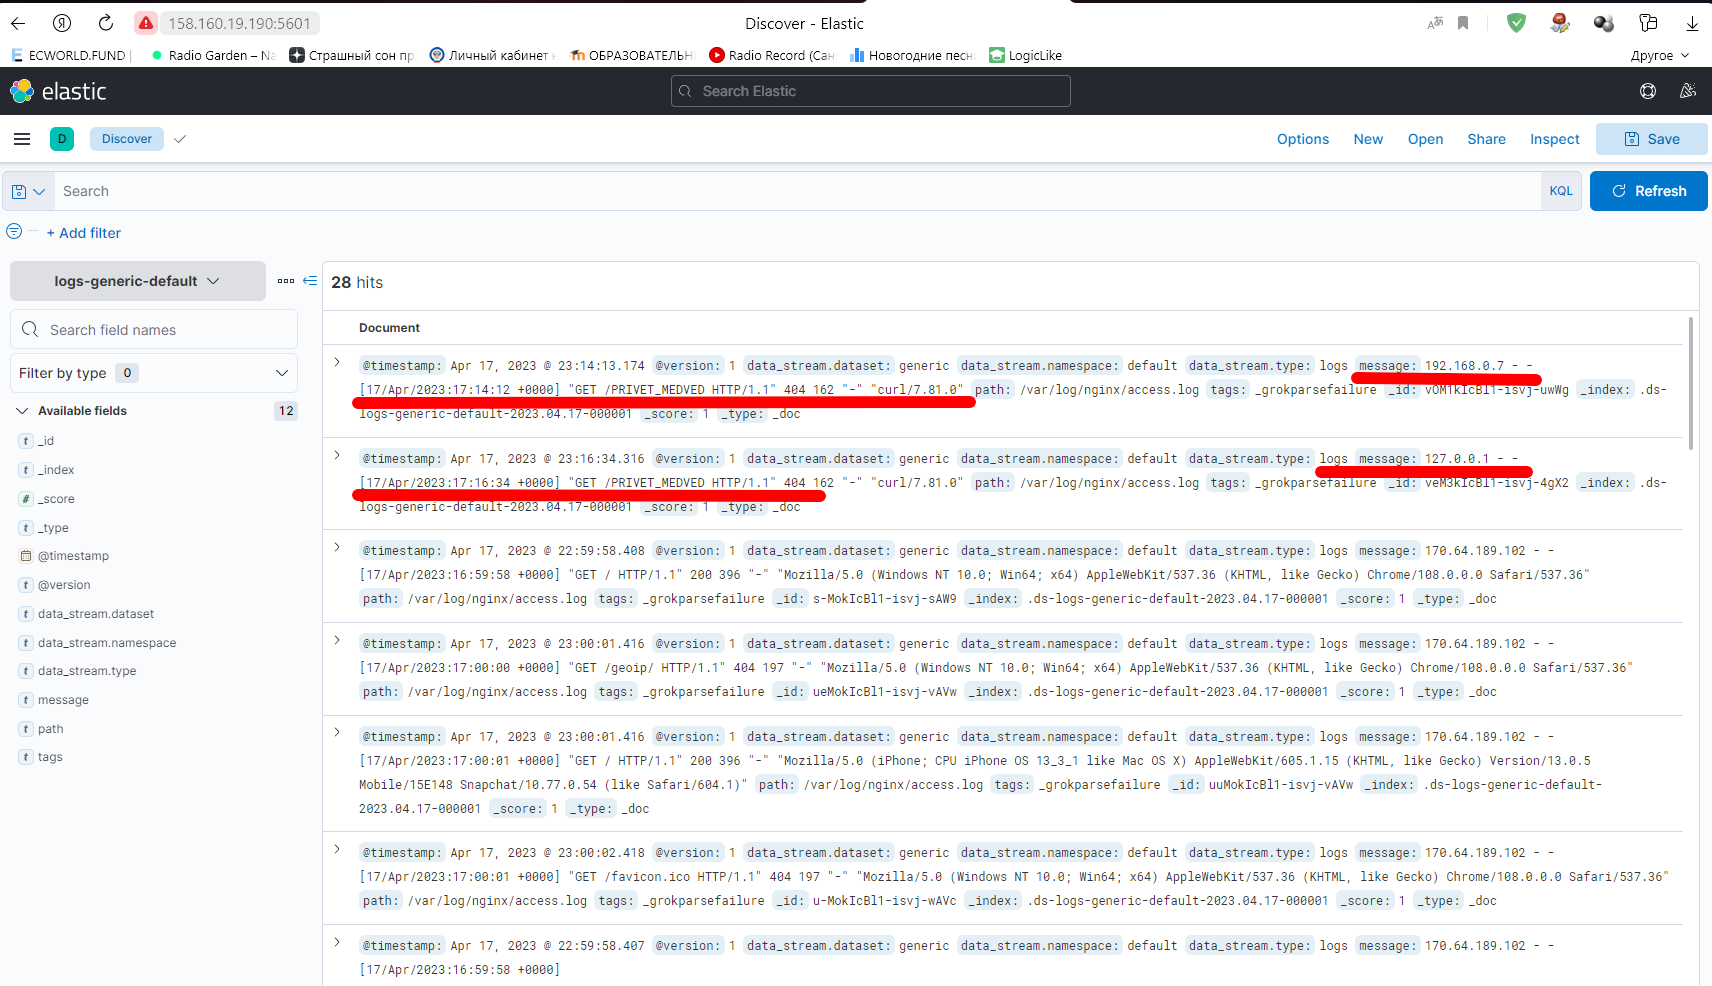 158.160.19.190:5601
Discover - Elastic
ECWORLD.FUND |
Radio Garden – Na
Страшный сон пр
Личный кабинет
ОБРАЗОВАТЕЛЬН
Radio Record (Сан
Новогодние песн
LogicLike
Другое
elastic
Search Elastic
D
Discover
Options
New
Open
Share
Inspect
Save
Search
KQL
Refresh
+ Add filter
logs-generic-default
28 hits
Search field names
Document
Filter by type 0
Available fields 12
t _id
t _index
# _score
t _type
@timestamp
t @version
t data_stream.dataset
t data_stream.namespace
t data_stream.type
t message
t path
t tags
@timestamp: Apr 17, 2023 @ 23:14:13.174 @version: 1 data_stream.dataset: generic data_stream.namespace: default data_stream.type: logs message: 192.168.0.7 - -
[17/Apr/2023:17:14:12 +0000] "GET /PRIVET_MEDVED HTTP/1.1" 404 162 "-" "curl/7.81.0" path: /var/log/nginx/access.log tags: _grokparsefailure _id: vOM1kIcBl1-isvj-uwWg _index: .ds-
logs-generic-default-2023.04.17-000001 _score: 1 _type: _doc
@timestamp: Apr 17, 2023 @ 23:16:34.316 @version: 1 data_stream.dataset: generic data_stream.namespace: default data_stream.type: logs message: 127.0.0.1 - -
[17/Apr/2023:17:16:34 +0000] "GET /PRIVET_MEDVED HTTP/1.1" 404 162 "-" "curl/7.81.0" path: /var/log/nginx/access.log tags: _grokparsefailure _id: veM3kIcBl1-isvj-4gX2 _index: .ds-
logs-generic-default-2023.04.17-000001 _score: 1 _type: _doc
@timestamp: Apr 17, 2023 @ 22:59:58.408 @version: 1 data_stream.dataset: generic data_stream.namespace: default data_stream.type: logs message: 170.64.189.102 - -
[17/Apr/2023:16:59:58 +0000] "GET / HTTP/1.1" 200 396 "-" "Mozilla/5.0 (Windows NT 10.0; Win64; x64) AppleWebKit/537.36 (KHTML, like Gecko) Chrome/108.0.0.0 Safari/537.36"
path: /var/log/nginx/access.log tags: _grokparsefailure _id: s-MokIcBl1-isvj-sAW9 _index: .ds-logs-generic-default-2023.04.17-000001 _score: 1 _type: _doc
@timestamp: Apr 17, 2023 @ 23:00:01.416 @version: 1 data_stream.dataset: generic data_stream.namespace: default data_stream.type: logs message: 170.64.189.102 - -
[17/Apr/2023:17:00:00 +0000] "GET /geoip/ HTTP/1.1" 404 197 "-" "Mozilla/5.0 (Windows NT 10.0; Win64; x64) AppleWebKit/537.36 (KHTML, like Gecko) Chrome/108.0.0.0 Safari/537.36"
path: /var/log/nginx/access.log tags: _grokparsefailure _id: ueMokIcBl1-isvj-vAVw _index: .ds-logs-generic-default-2023.04.17-000001 _score: 1 _type: _doc
@timestamp: Apr 17, 2023 @ 23:00:01.416 @version: 1 data_stream.dataset: generic data_stream.namespace: default data_stream.type: logs message: 170.64.189.102 - -
[17/Apr/2023:17:00:01 +0000] "GET / HTTP/1.1" 200 396 "-" "Mozilla/5.0 (iPhone; CPU iPhone OS 13_3_1 like Mac OS X) AppleWebKit/605.1.15 (KHTML, like Gecko) Version/13.0.5
Mobile/15E148 Snapchat/10.77.0.54 (like Safari/604.1)" path: /var/log/nginx/access.log tags: _grokparsefailure _id: uuMokIcBl1-isvj-vAVw _index: .ds-logs-generic-default-
2023.04.17-000001 _score: 1 _type: _doc
@timestamp: Apr 17, 2023 @ 23:00:02.418 @version: 1 data_stream.dataset: generic data_stream.namespace: default data_stream.type: logs message: 170.64.189.102 - -
[17/Apr/2023:17:00:01 +0000] "GET /favicon.ico HTTP/1.1" 404 197 "-" "Mozilla/5.0 (Windows NT 10.0; Win64; x64) AppleWebKit/537.36 (KHTML, like Gecko) Chrome/108.0.0.0 Safari/537.36"
path: /var/log/nginx/access.log tags: _grokparsefailure _id: u-MokIcBl1-isvj-wAVc _index: .ds-logs-generic-default-2023.04.17-000001 _score: 1 _type: _doc
@timestamp: Apr 17, 2023 @ 22:59:58.407 @version: 1 data_stream.dataset: generic data_stream.namespace: default data_stream.type: logs message: 170.64.189.102 - -
[17/Apr/2023:16:59:58 +0000]